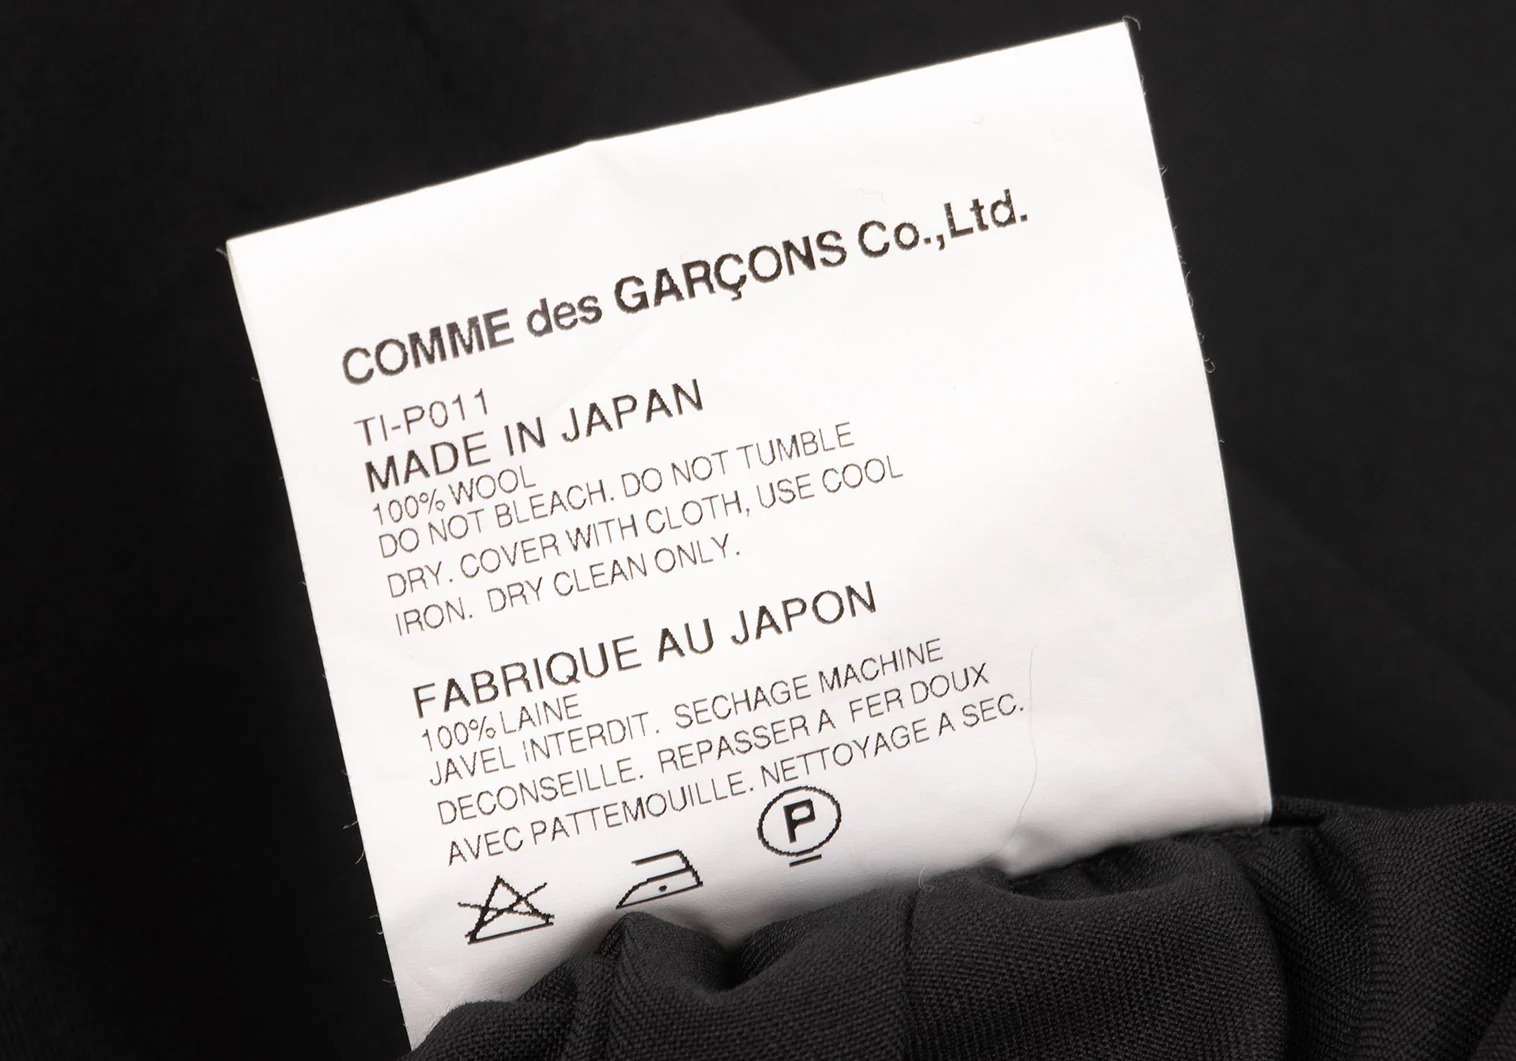 COMME des GARÇONS Co.,Ltd.
TI-P011
MADE IN JAPAN
100% WOOL
DO NOT BLEACH. DO NOT TUMBLE
DRY. COVER WITH CLOTH, USE COOL
IRON. DRY CLEAN ONLY.
FABRIQUE AU JAPON
100% LAINE
JAVEL INTERDIT. SECHAGE MACHINE
DECONSEILLE. REPASSER A FER DOUX
AVEC PATTEMOUILLE. NETTOYAGE A SEC.
P